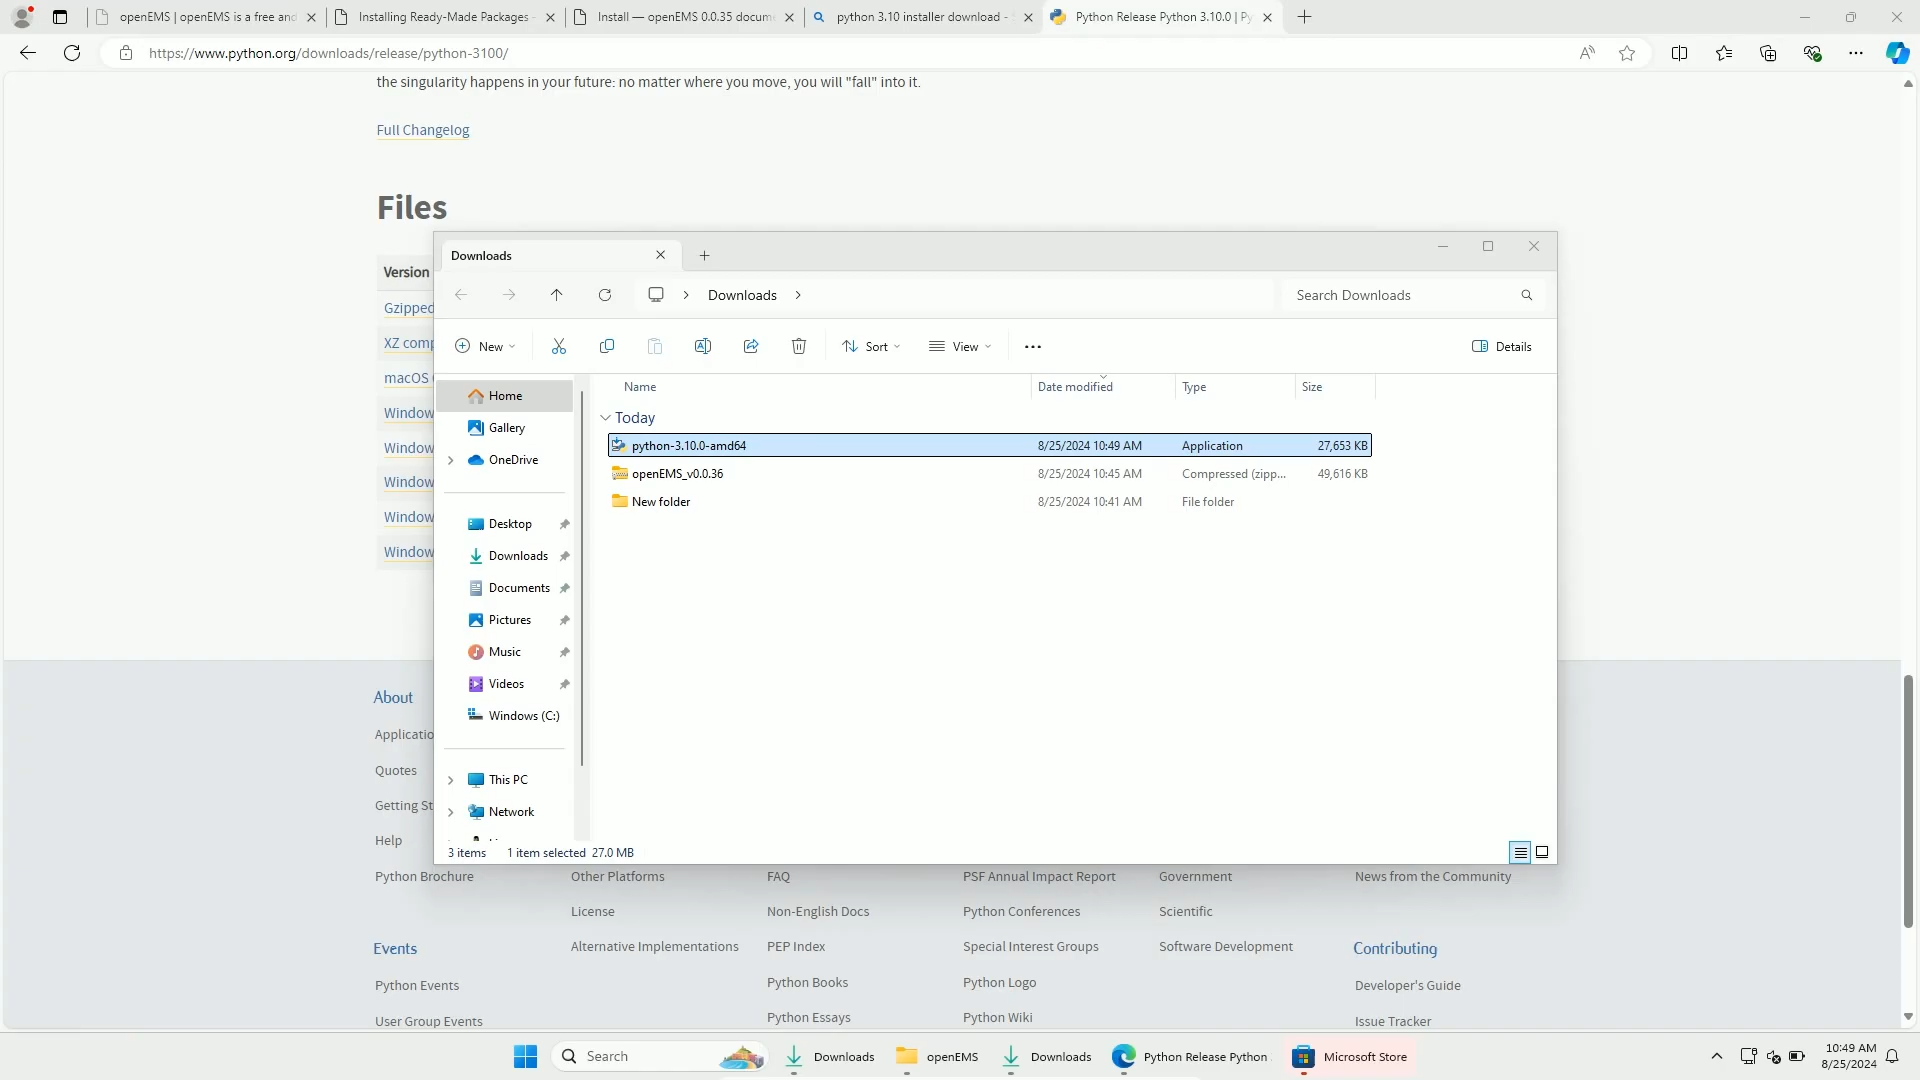 openEMS | openEMS is a free and
Installing Ready-Made Packages -
Install — openEMS 0.0.35 docum
python 3.10 installer download -
Python Release Python 3.10.0 | Py
https://www.python.org/downloads/release/python-3100/
the singularity happens in your future: no matter where you move, you will "fall" into it.
Full Changelog
Files
Version
Gzipped
XZ comp
macOS
Window
Window
Window
Window
Window
Downloads
Downloads
Search Downloads
New
Sort
View
Details
Home
Gallery
OneDrive
Desktop
Downloads
Documents
Pictures
Music
Videos
Windows (C:)
This PC
Network
Name Date modified Type Size
Today
python-3.10.0-amd64 8/25/2024 10:49 AM Application 27,653 KB
openEMS_v0.0.36 8/25/2024 10:45 AM Compressed (zipp... 49,616 KB
New folder 8/25/2024 10:41 AM File folder
3 items 1 item selected 27.0 MB
About
Applicatio
Quotes
Getting St
Help
Python Brochure
Events
Python Events
User Group Events
Other Platforms
License
Alternative Implementations
FAQ
Non-English Docs
PEP Index
Python Books
Python Essays
PSF Annual Impact Report
Python Conferences
Special Interest Groups
Python Logo
Python Wiki
Government
Scientific
Software Development
News from the Community
Contributing
Developer's Guide
Issue Tracker
Search
Downloads
openEMS
Downloads
Python Release Python
Microsoft Store
10:49 AM
8/25/2024